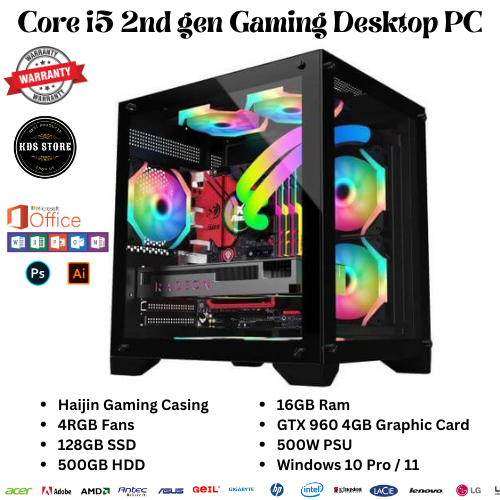 Core i5 2nd gen Gaming Desktop PC
WARRANTY
WARRANTY
WARRANTY
BEST PRODUCTS
KDS STORE
Microsoft
Office
W X P O N
Ps Ai
RADEON
Haijin Gaming Casing
4RGB Fans
128GB SSD
500GB HDD
16GB Ram
GTX 960 4GB Graphic Card
500W PSU
Windows 10 Pro / 11
acer Adobe AMD Antec ASUS GEIL GIGABYTE hp intel Kingston LACIE lenovo LG